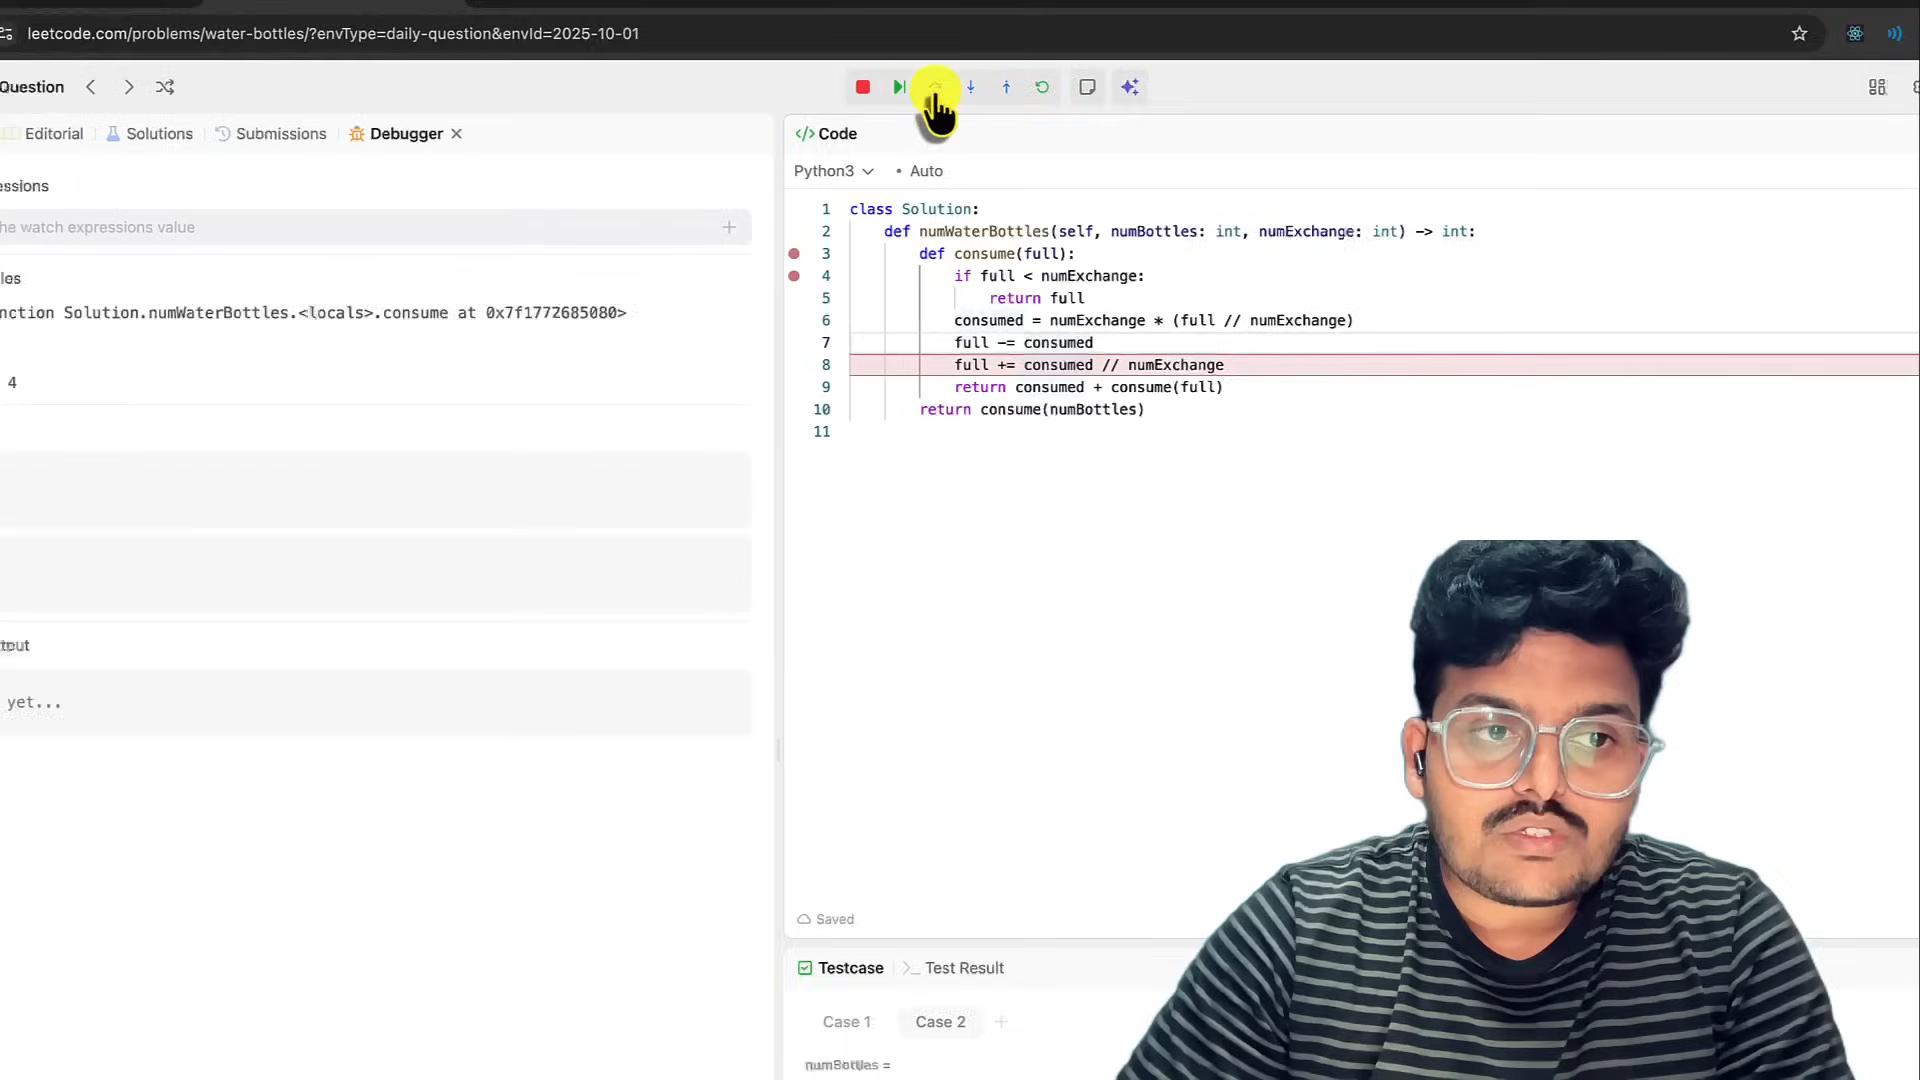 leetcode.com/problems/water-bottles/?envType=daily-question&envId=2025-10-01
Question
Editorial
Solutions
Submissions
Debugger
essions
he watch expressions value
les
nction Solution.numWaterBottles.<locals>.consume at 0x7f1772685080>
4
yet...
</> Code
Python3
Auto
1 class Solution:
2 def numWaterBottles(self, numBottles: int, numExchange: int) -> int:
3 def consume(full):
4 if full < numExchange:
5 return full
6 consumed = numExchange * (full // numExchange)
7 full -= consumed
8 full += consumed // numExchange
9 return consumed + consume(full)
10 return consume(numBottles)
11
Saved
Testcase
Test Result
Case 1
Case 2
numBottles =